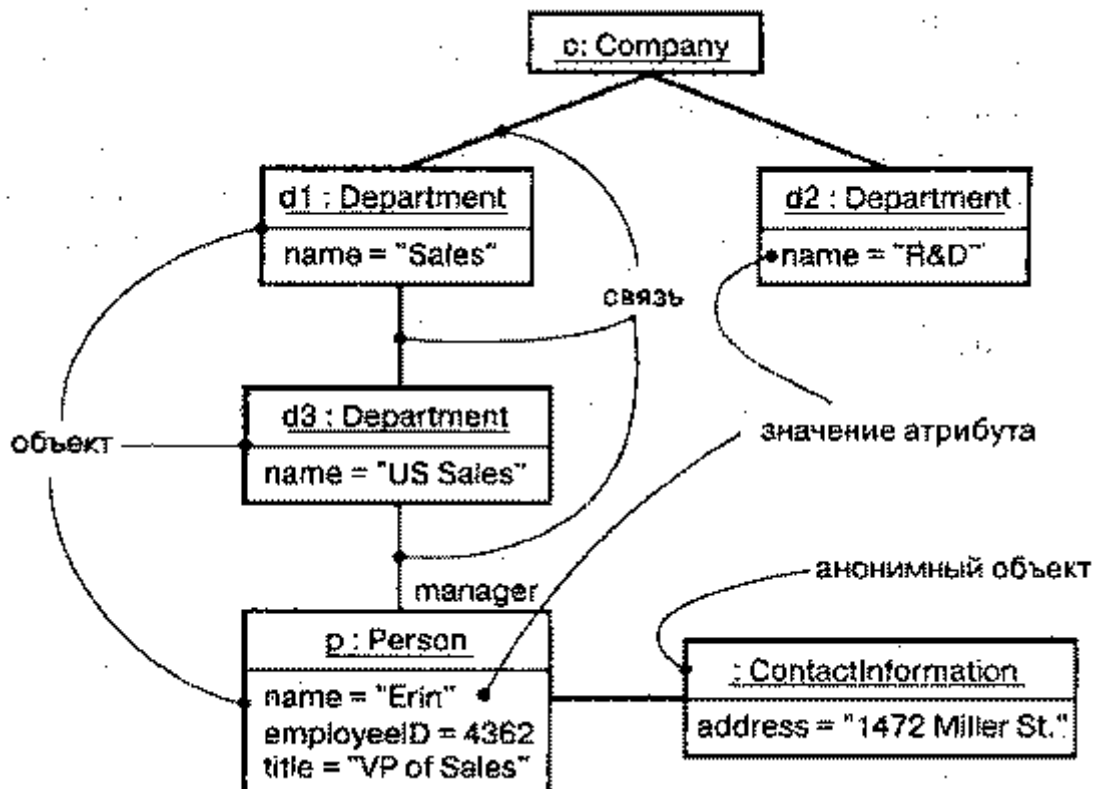 c: Company
d1 : Department
name = "Sales"
d2 : Department
name = "R&D"
связь
d3 : Department
name = "US Sales"
объект
значение атрибута
анонимный объект
manager
p : Person
name = "Erin"
employeeID = 4362
title = "VP of Sales"
: ContactInformation
address = "1472 Miller St."